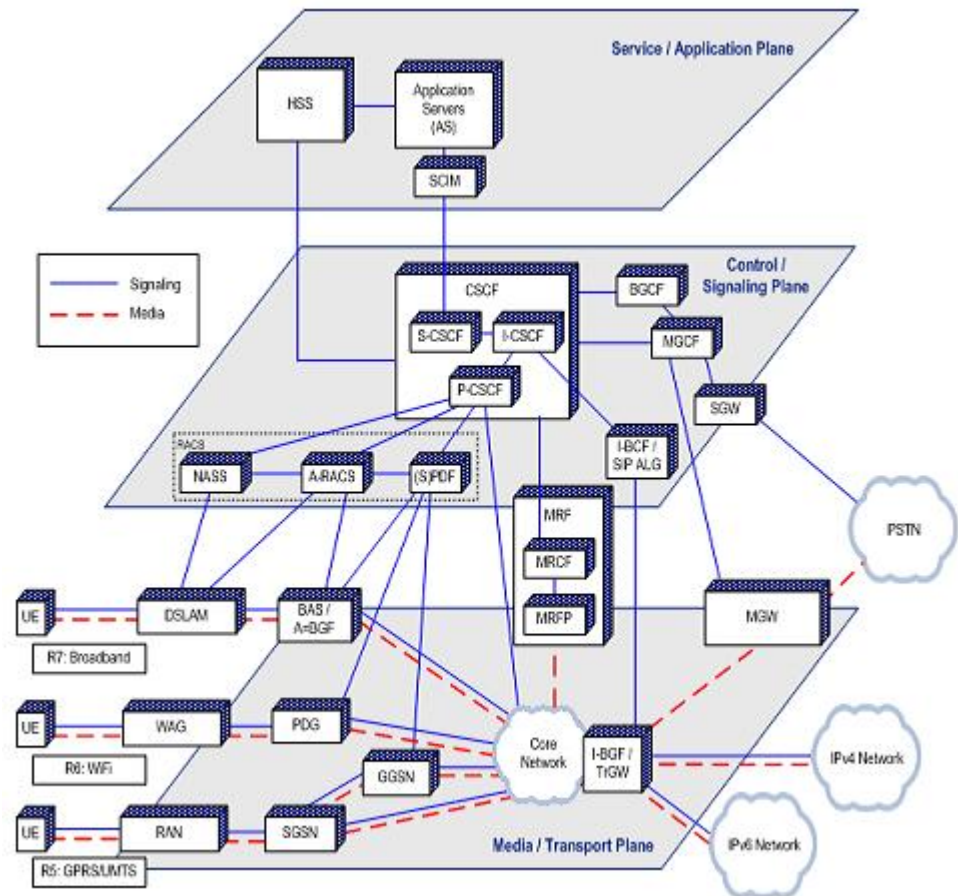 Service / Application Plane
HSS
Application
Servers
(AS)
SCIM
Signaling
Media
Control /
Signaling Plane
CSCF
BGCF
S-CSCF
I-CSCF
MGCF
P-CSCF
SGW
RACS
NASS
A-RACS
(S)PDF
I-BCF /
SIP ALG
MRF
PSTN
MRCF
UE
DSLAM
BAS /
A=BGF
MRFP
MGW
R7: Broadband
UE
WAG
PDG
Core
Network
I-BGF /
TrGW
IPv4 Network
R6: WiFi
GGSN
UE
RAN
SGSN
Media / Transport Plane
IPv6 Network
R5: GPRS/UMTS